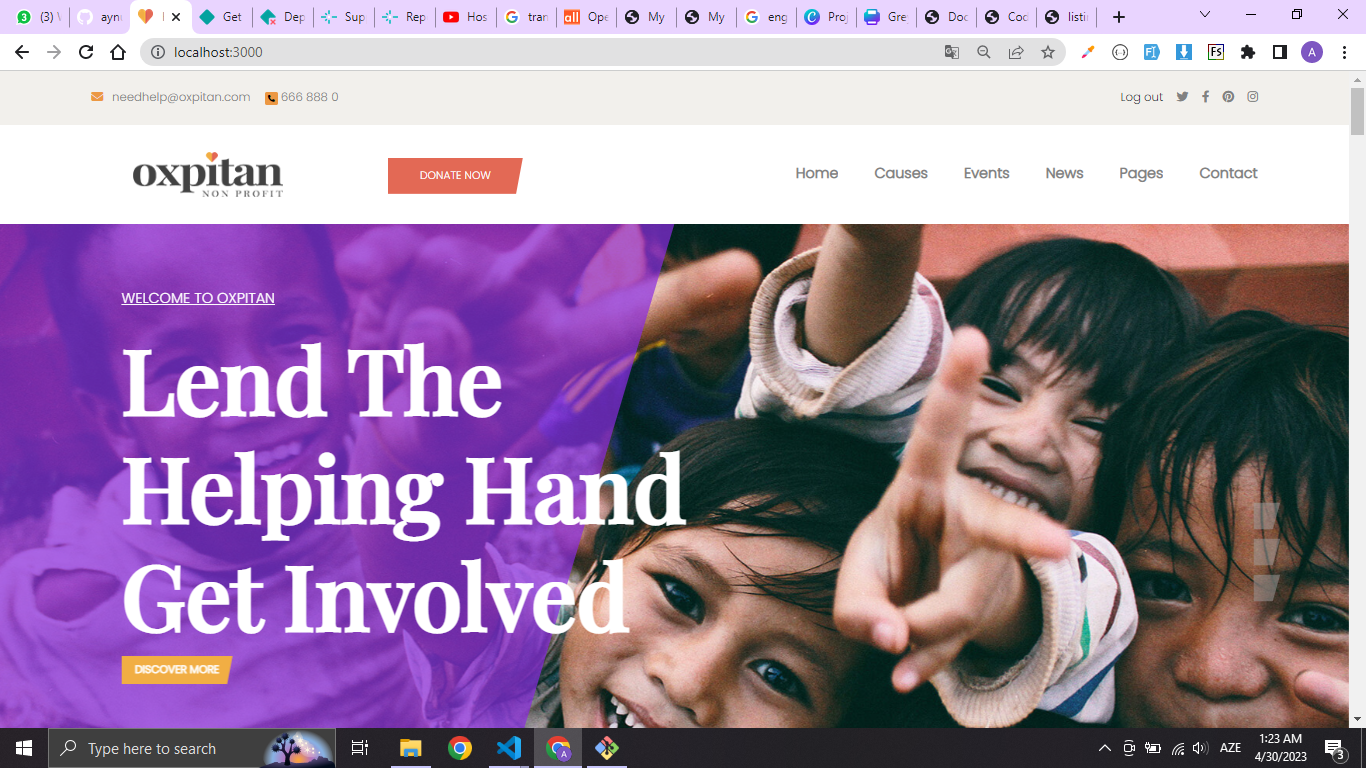 3
(3) \
ayn
Get
Dep
Sup
Rep
Hos
tran
Ope
My
My
eng
Proj
Gre
Doc
Cod
listi
localhost:3000
A
needhelp@oxpitan.com
666 888 0
Log out
oxpitan
NON PROFIT
DONATE NOW
Home
Causes
Events
News
Pages
Contact
WELCOME TO OXPITAN
Lend The
Helping Hand
Get Involved
DISCOVER MORE
Type here to search
AZE
1:23 AM
4/30/2023
3